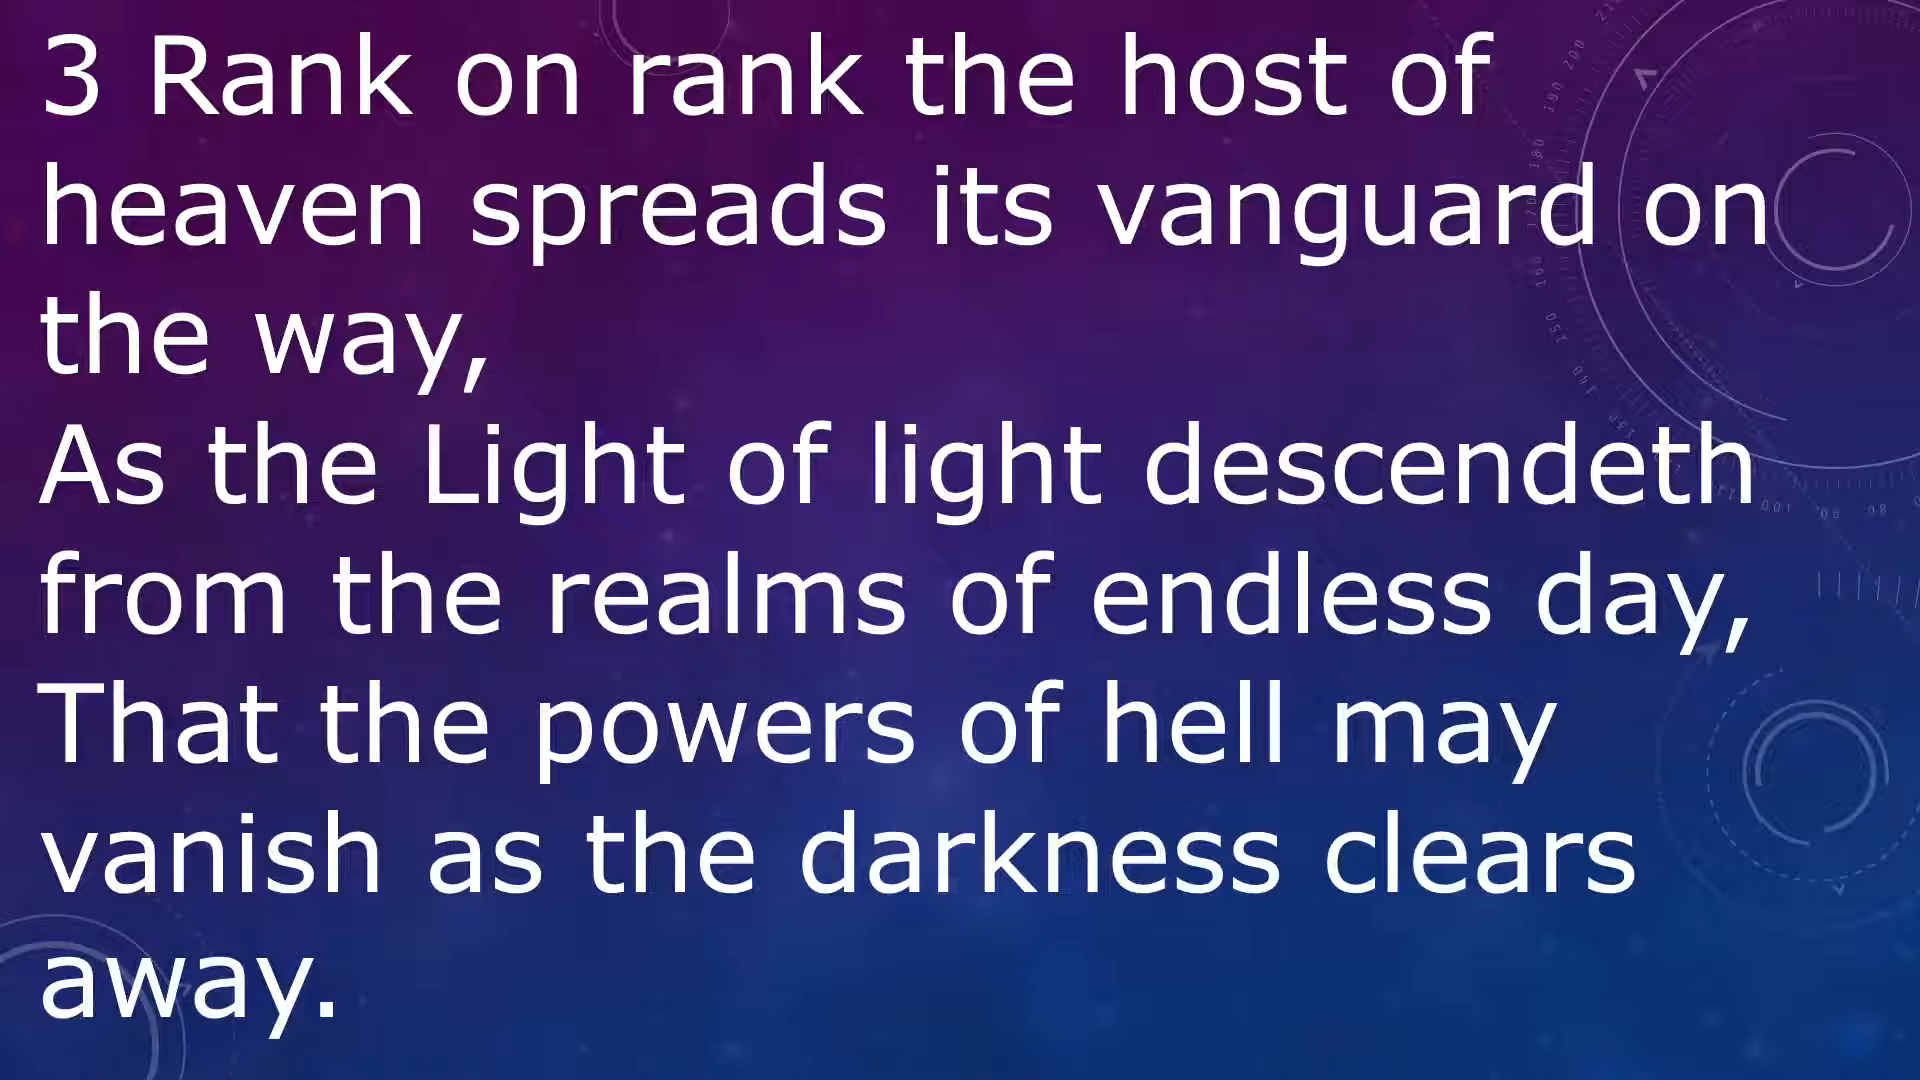 3 Rank on rank the host of
heaven spreads its vanguard on
the way,
As the Light of light descendeth
from the realms of endless day,
That the powers of hell may
vanish as the darkness clears
away.